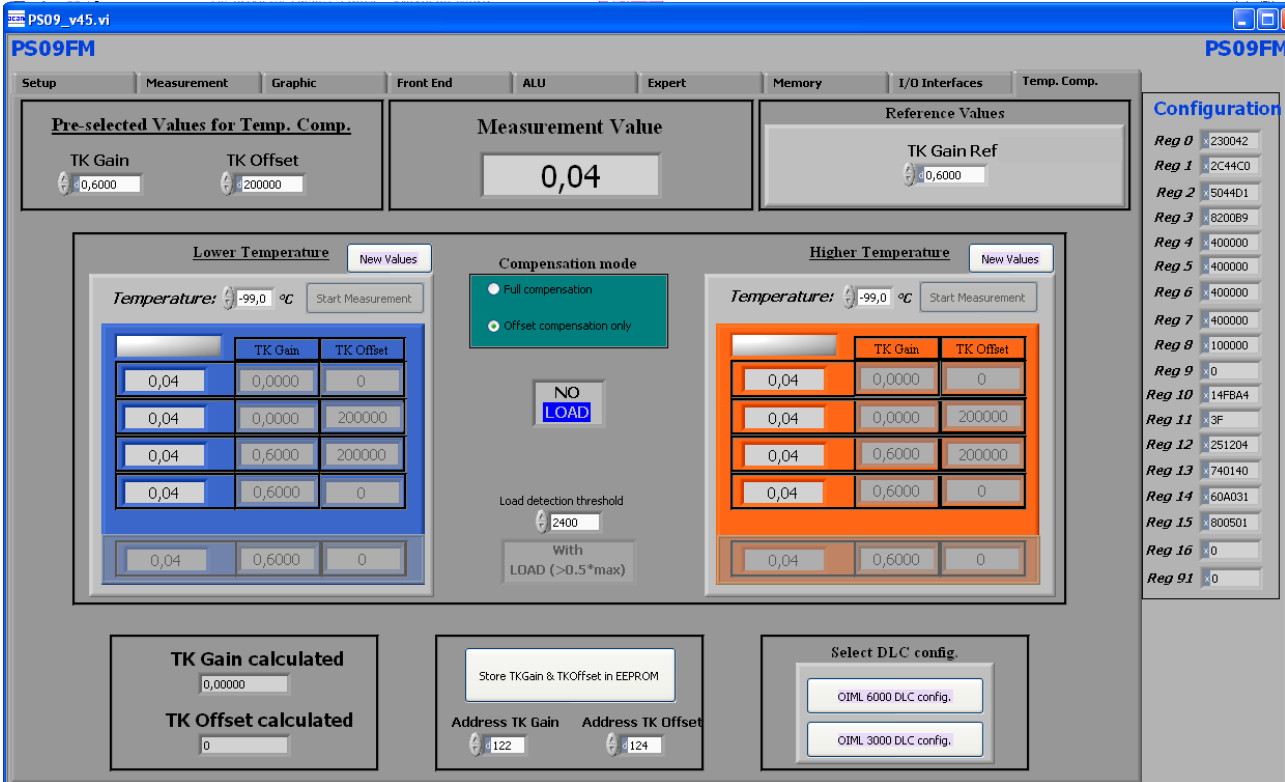 acam PS09_v45.vi
PS09FM
PS09FM
Setup Measurement Graphic Front End ALU Expert Memory I/O Interfaces Temp. Comp.
Pre-selected Values for Temp. Comp.
TK Gain TK Offset
d 0,6000 d 200000
Measurement Value
0,04
Reference Values
TK Gain Ref
d 0,6000
Lower Temperature New Values
Temperature: -99,0 °C Start Measurement
TK Gain TK Offset
0,04 0,0000 0
0,04 0,0000 200000
0,04 0,6000 200000
0,04 0,6000 0
0,04 0,6000 0
Compensation mode
Full compensation
Offset compensation only
NO
LOAD
Load detection threshold
2400
With
LOAD (>0.5*max)
Higher Temperature New Values
Temperature: -99,0 °C Start Measurement
TK Gain TK Offset
0,04 0,0000 0
0,04 0,0000 200000
0,04 0,6000 200000
0,04 0,6000 0
0,04 0,6000 0
TK Gain calculated
0,00000
TK Offset calculated
0
Store TKGain & TKOffset in EEPROM
Address TK Gain Address TK Offset
d 122 d 124
Select DLC config.
OIML 6000 DLC config.
OIML 3000 DLC config.
Configuration
Reg 0 x 230042
Reg 1 x 2C44C0
Reg 2 x 5044D1
Reg 3 x 8200B9
Reg 4 x 400000
Reg 5 x 400000
Reg 6 x 400000
Reg 7 x 400000
Reg 8 x 100000
Reg 9 x 0
Reg 10 x 14FBA4
Reg 11 x 3F
Reg 12 x 251204
Reg 13 x 740140
Reg 14 x 60A031
Reg 15 x 800501
Reg 16 x 0
Reg 91 x 0